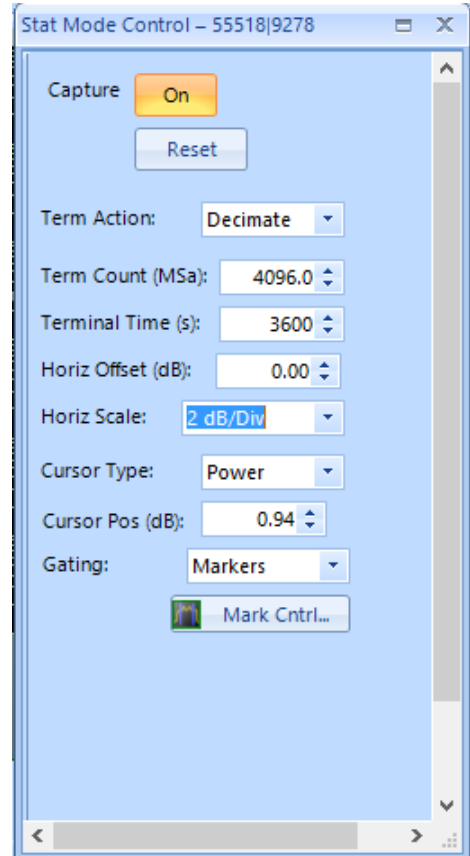 Stat Mode Control – 55518|9278
Capture On
Reset
Term Action: Decimate
Term Count (MSa): 4096.0
Terminal Time (s): 3600
Horiz Offset (dB): 0.00
Horiz Scale: 2 dB/Div
Cursor Type: Power
Cursor Pos (dB): 0.94
Gating: Markers
Mark Cntrl...